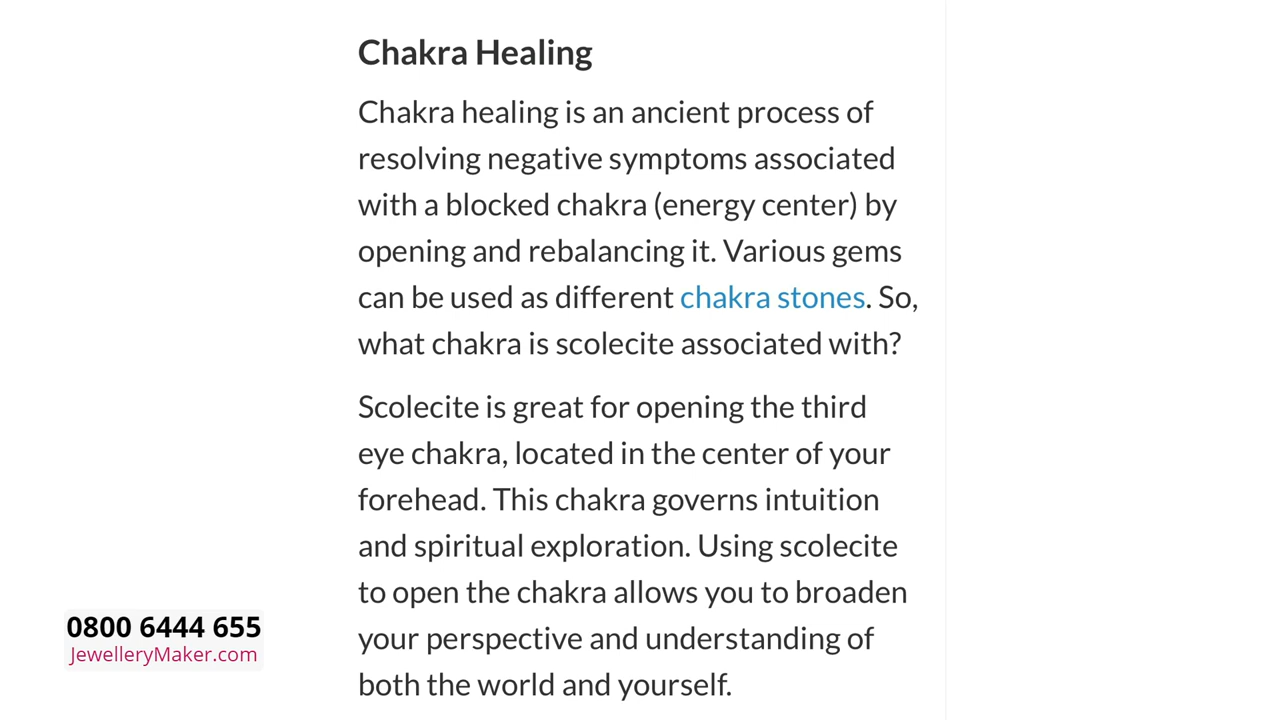 Chakra Healing
Chakra healing is an ancient process of
resolving negative symptoms associated
with a blocked chakra (energy center) by
opening and rebalancing it. Various gems
can be used as different chakra stones. So,
what chakra is scolecite associated with?
Scolecite is great for opening the third
eye chakra, located in the center of your
forehead. This chakra governs intuition
and spiritual exploration. Using scolecite
to open the chakra allows you to broaden
your perspective and understanding of
both the world and yourself.
0800 6444 655
JewelleryMaker.com